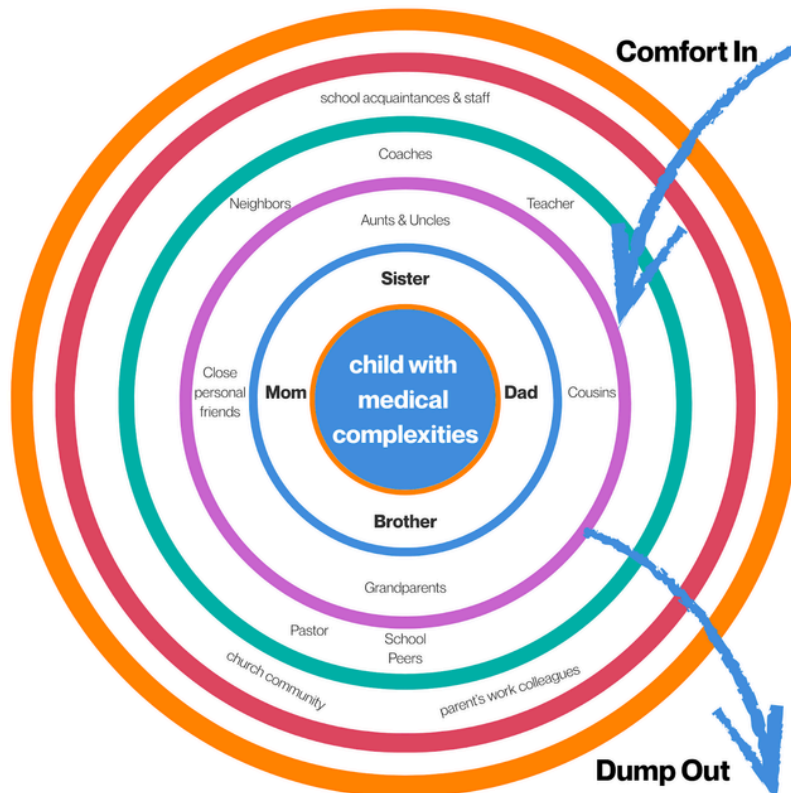 Comfort In
school acquaintances & staff
Coaches
Neighbors
Teacher
Aunts & Uncles
Sister
Close
personal
friends
Mom
child with
medical
complexities
Dad
Cousins
Brother
Grandparents
Pastor
School
Peers
church community
parent's work colleagues
Dump Out